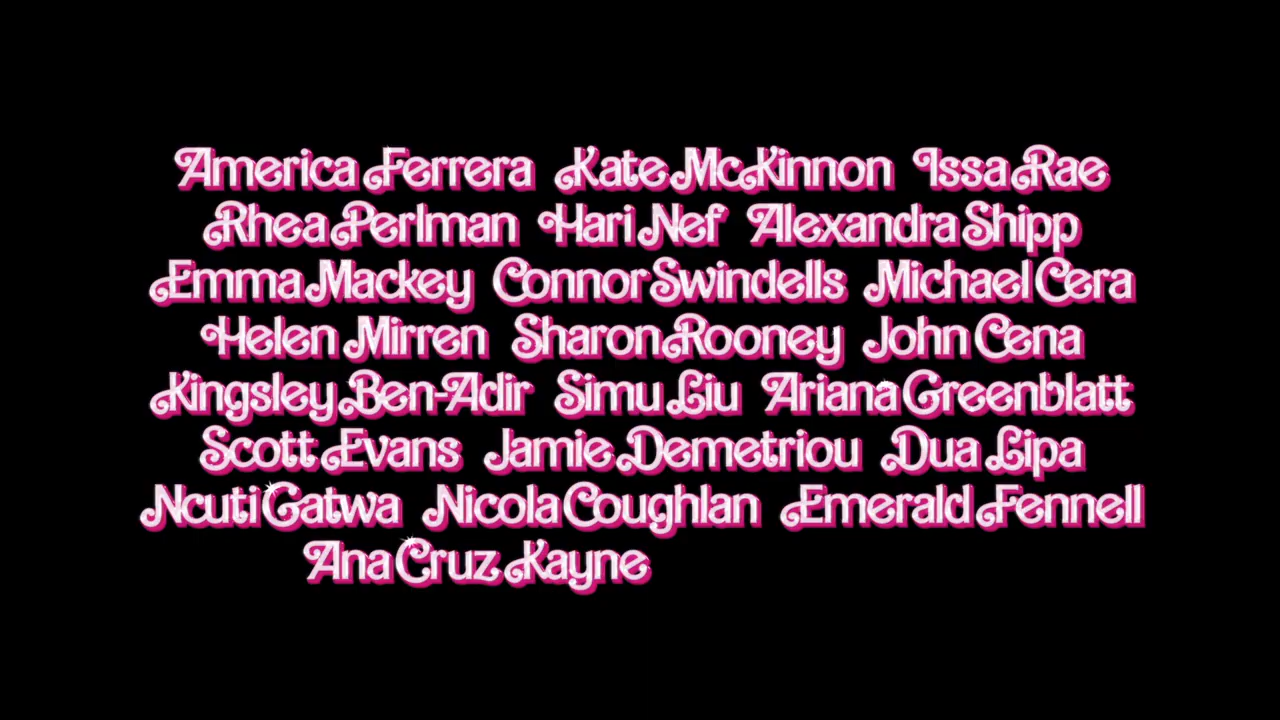 America Ferrera Kate McKinnon Issa Rae
Rhea Perlman Hari Nef Alexandra Shipp
Emma Mackey Connor Swindells Michael Cera
Helen Mirren Sharon Rooney John Cena
Kingsley Ben-Adir Simu Liu Ariana Greenblatt
Scott Evans Jamie Demetriou Dua Lipa
Ncuti Gatwa Nicola Coughlan Emerald Fennell
Ana Cruz Kayne